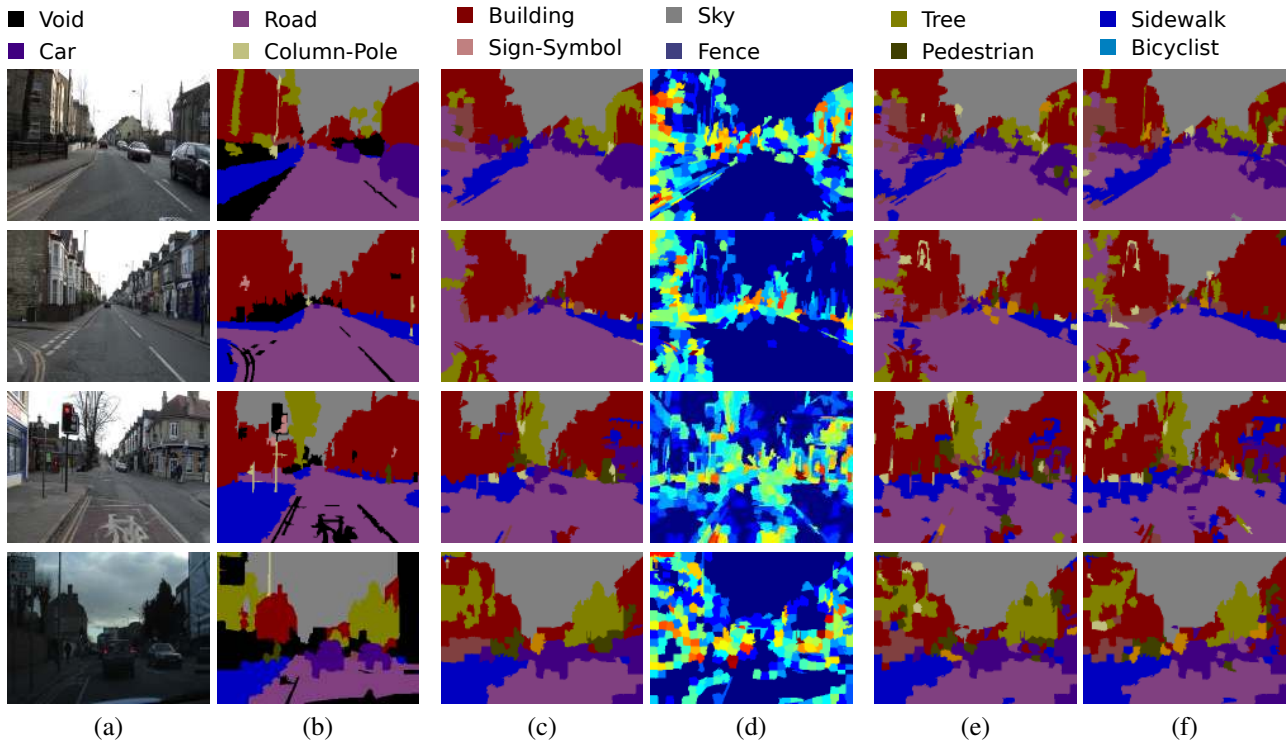 Void Road Building Sky Tree Sidewalk
Car Column-Pole Sign-Symbol Fence Pedestrian Bicyclist
(a) (b) (c) (d) (e) (f)